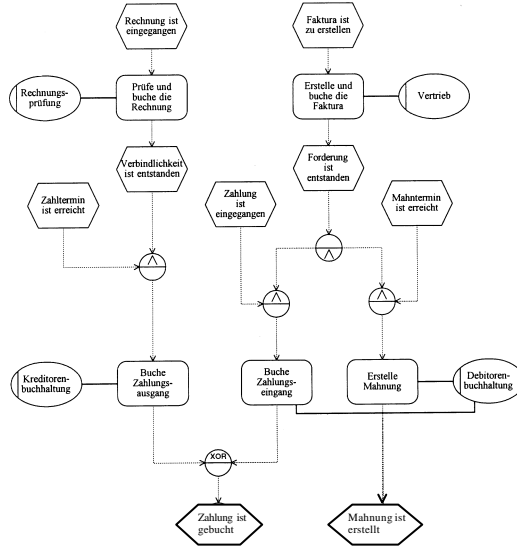 Rechnung ist
eingegangen
Faktura ist
zu erstellen
Rechnungs-
prüfung
Prüfe und
buche die
Rechnung
Erstelle und
buche die
Faktura
Vertrieb
Verbindlichkeit
ist entstanden
Forderung
ist
entstanden
Zahltermin
ist erreicht
Zahlung
ist
eingegangen
Mahntermin
ist erreicht
Kreditoren-
buchhaltung
Buche
Zahlungs-
ausgang
Buche
Zahlungs-
eingang
Erstelle
Mahnung
Debitoren-
buchhaltung
XOR
Zahlung ist
gebucht
Mahnung ist
erstellt